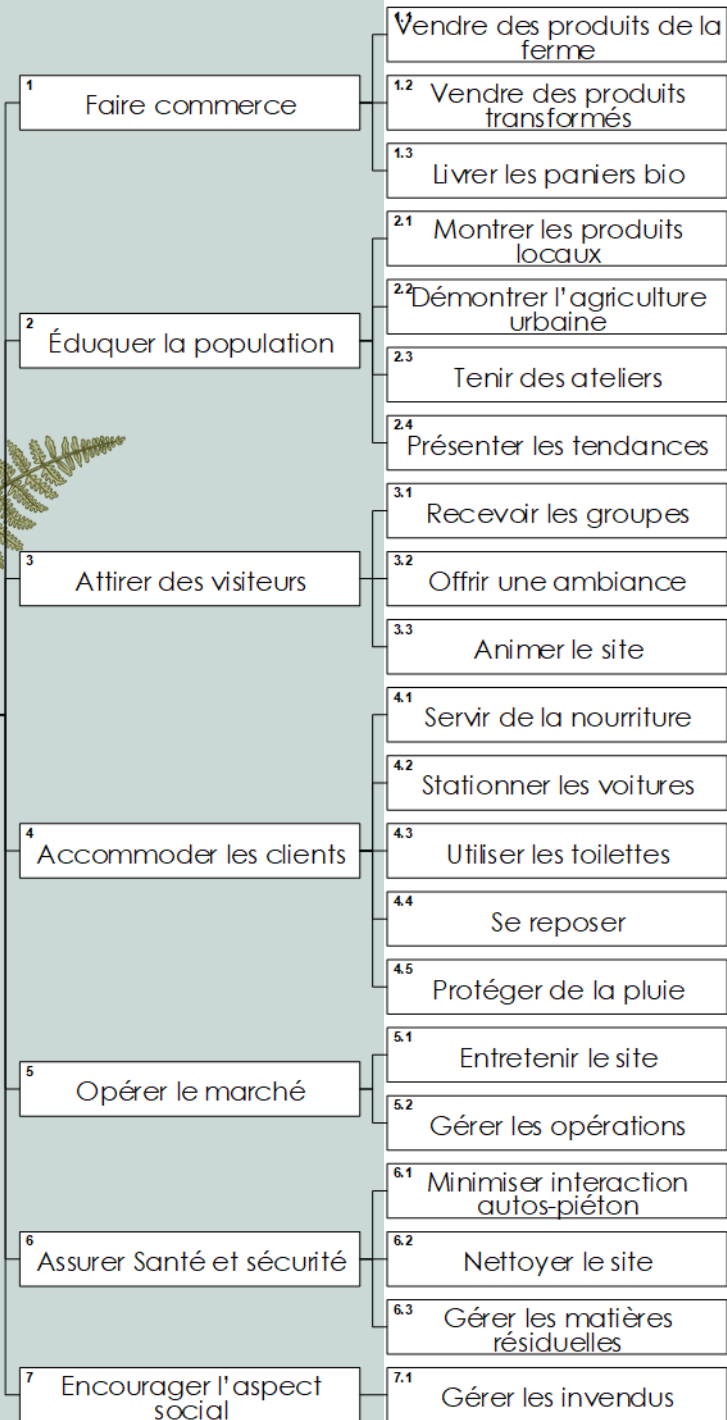 1
Faire commerce
1.1
Vendre des produits de la
ferme
1.2
Vendre des produits
transformés
1.3
Livrer les paniers bio
2
Éduquer la population
2.1
Montrer les produits
locaux
2.2
Démontrer l'agriculture
urbaine
2.3
Tenir des ateliers
2.4
Présenter les tendances
3
Attirer des visiteurs
3.1
Recevoir les groupes
3.2
Offrir une ambiance
3.3
Animer le site
4
Accommoder les clients
4.1
Servir de la nourriture
4.2
Stationner les voitures
4.3
Utiliser les toilettes
4.4
Se reposer
4.5
Protéger de la pluie
5
Opérer le marché
5.1
Entretenir le site
5.2
Gérer les opérations
6
Assurer Santé et sécurité
6.1
Minimiser interaction
autos-piéton
6.2
Nettoyer le site
6.3
Gérer les matières
résiduelles
7
Encourager l'aspect
social
7.1
Gérer les invendus